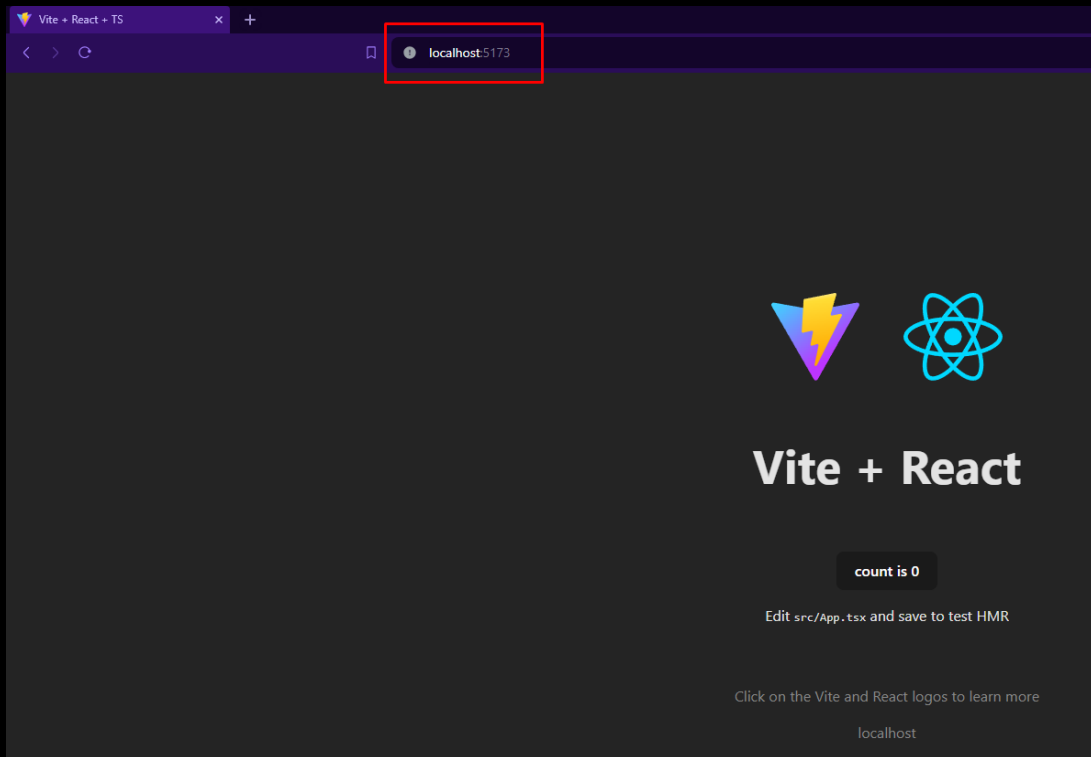 Vite + React + TS
localhost:5173
Vite + React
count is 0
Edit src/App.tsx and save to test HMR
Click on the Vite and React logos to learn more
localhost